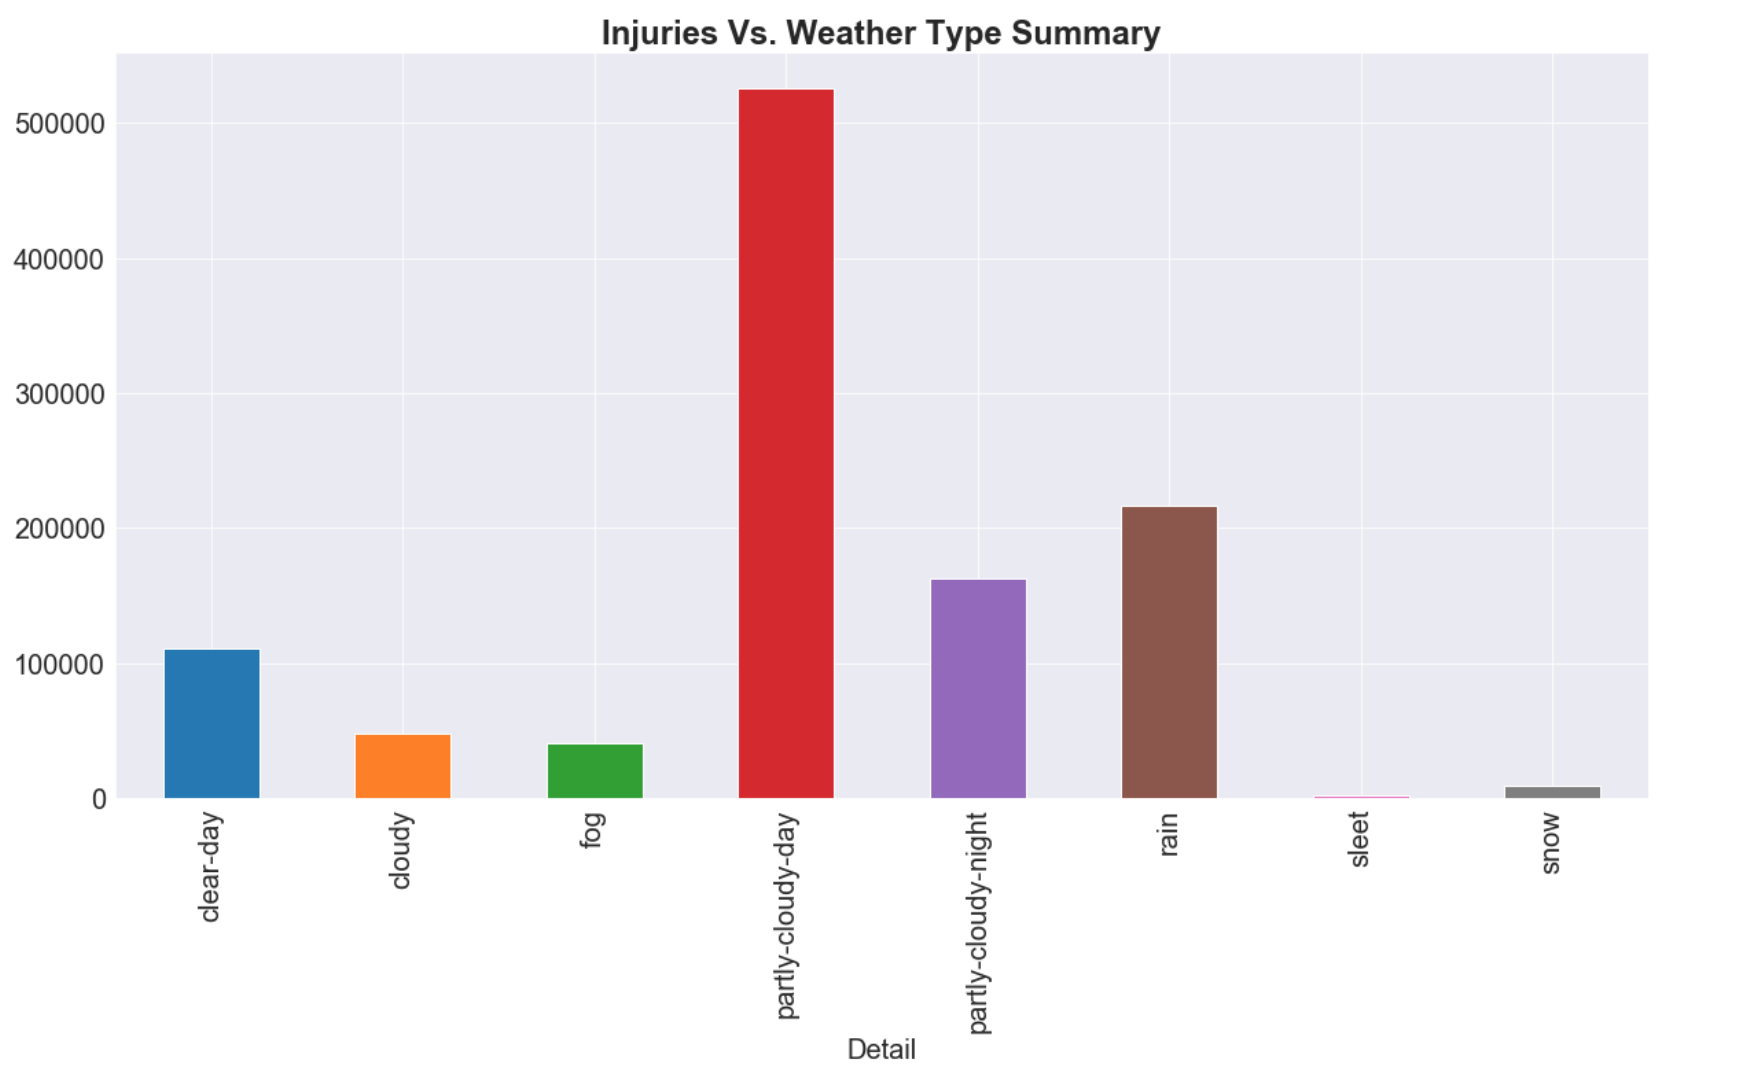 Injuries Vs. Weather Type Summary
500000
400000
300000
200000
100000
0
clear-day
cloudy
fog
partly-cloudy-day
partly-cloudy-night
rain
sleet
snow
Detail